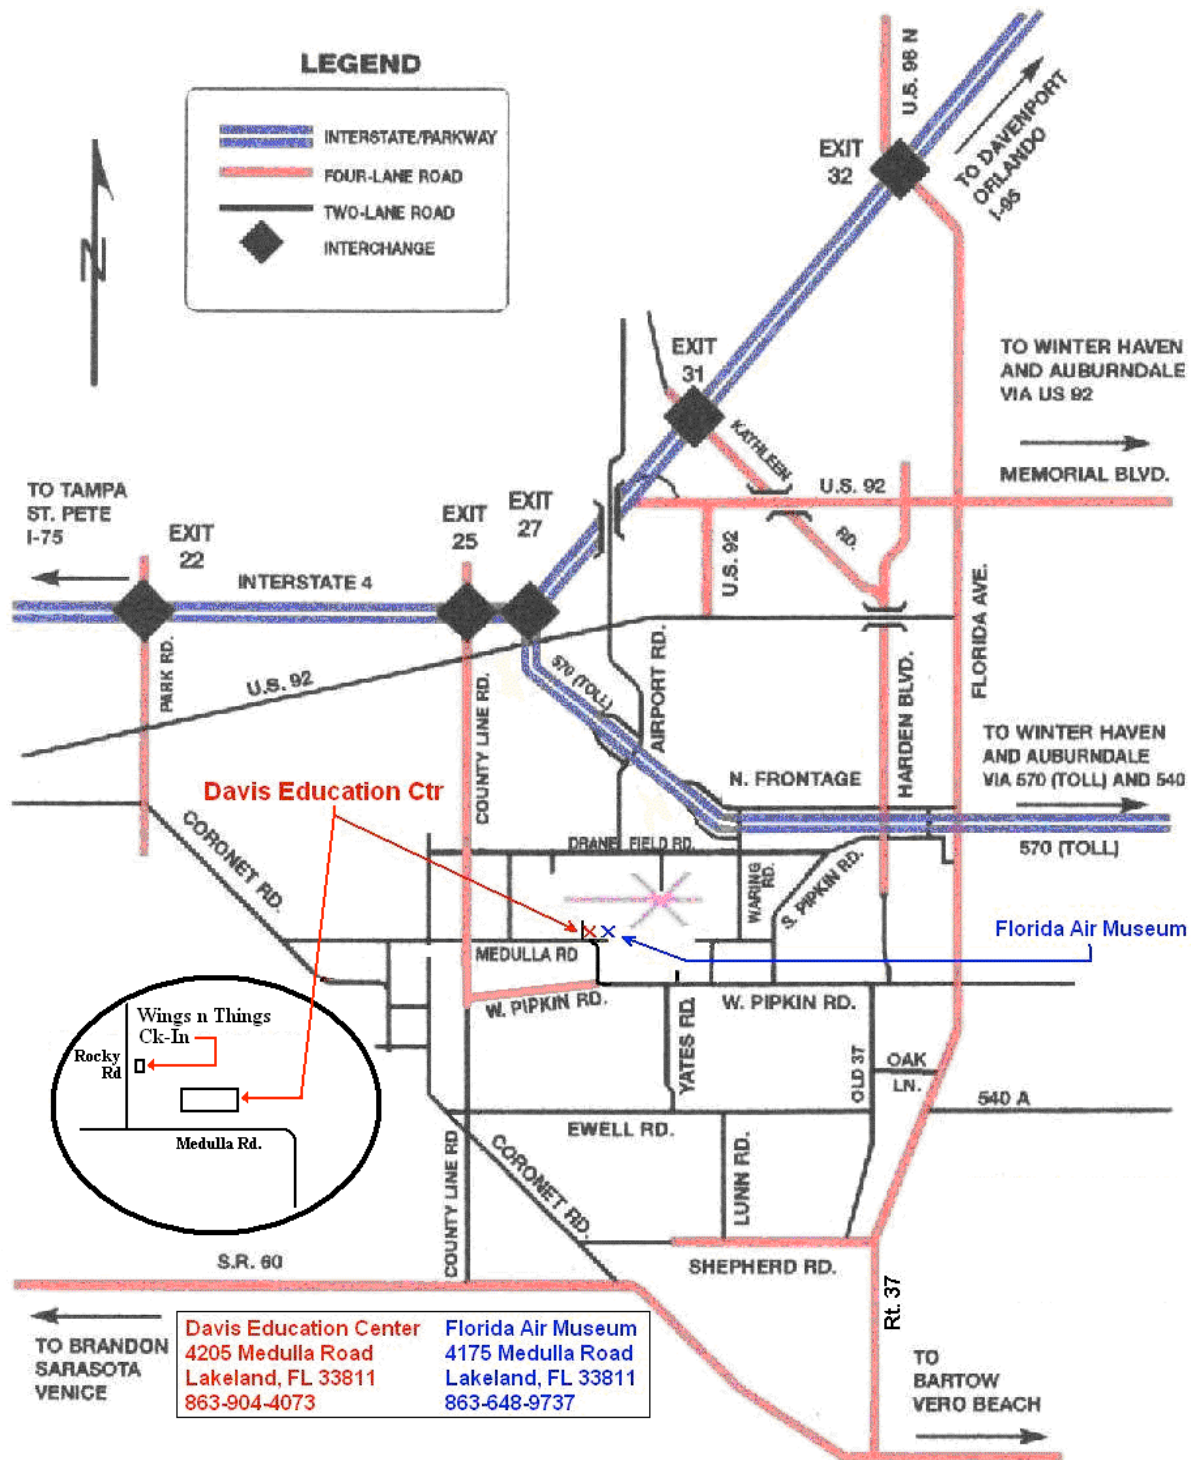 LEGEND
INTERSTATE/PARKWAY
FOUR-LANE ROAD
TWO-LANE ROAD
INTERCHANGE
N
U.S. 98 N
EXIT
32
TO DAVENPORT
ORLANDO
I-95
EXIT
31
KATHLEEN
RD.
TO WINTER HAVEN
AND AUBURNDALE
VIA US 92
MEMORIAL BLVD.
U.S. 92
U.S. 92
TO TAMPA
ST. PETE
I-75
EXIT
22
INTERSTATE 4
EXIT
25
EXIT
27
PARK RD.
U.S. 92
COUNTY LINE RD.
570 (TOLL)
AIRPORT RD.
HARDEN BLVD.
FLORIDA AVE.
N. FRONTAGE
TO WINTER HAVEN
AND AUBURNDALE
VIA 570 (TOLL) AND 540
570 (TOLL)
Davis Education Ctr
CORONET RD.
DRANE FIELD RD.
WARING
RD.
S. PIPKIN RD.
Florida Air Museum
MEDULLA RD
W. PIPKIN RD.
W. PIPKIN RD.
YATES RD.
OLD 37
OAK
LN.
540 A
Wings n Things
Ck-In
Rocky
Rd
Medulla Rd.
EWELL RD.
COUNTY LINE RD
CORONET RD.
LUNN RD.
SHEPHERD RD.
S.R. 60
Rt. 37
TO BRANDON
SARASOTA
VENICE
Davis Education Center
4205 Medulla Road
Lakeland, FL 33811
863-904-4073
Florida Air Museum
4175 Medulla Road
Lakeland, FL 33811
863-648-9737
TO
BARTOW
VERO BEACH